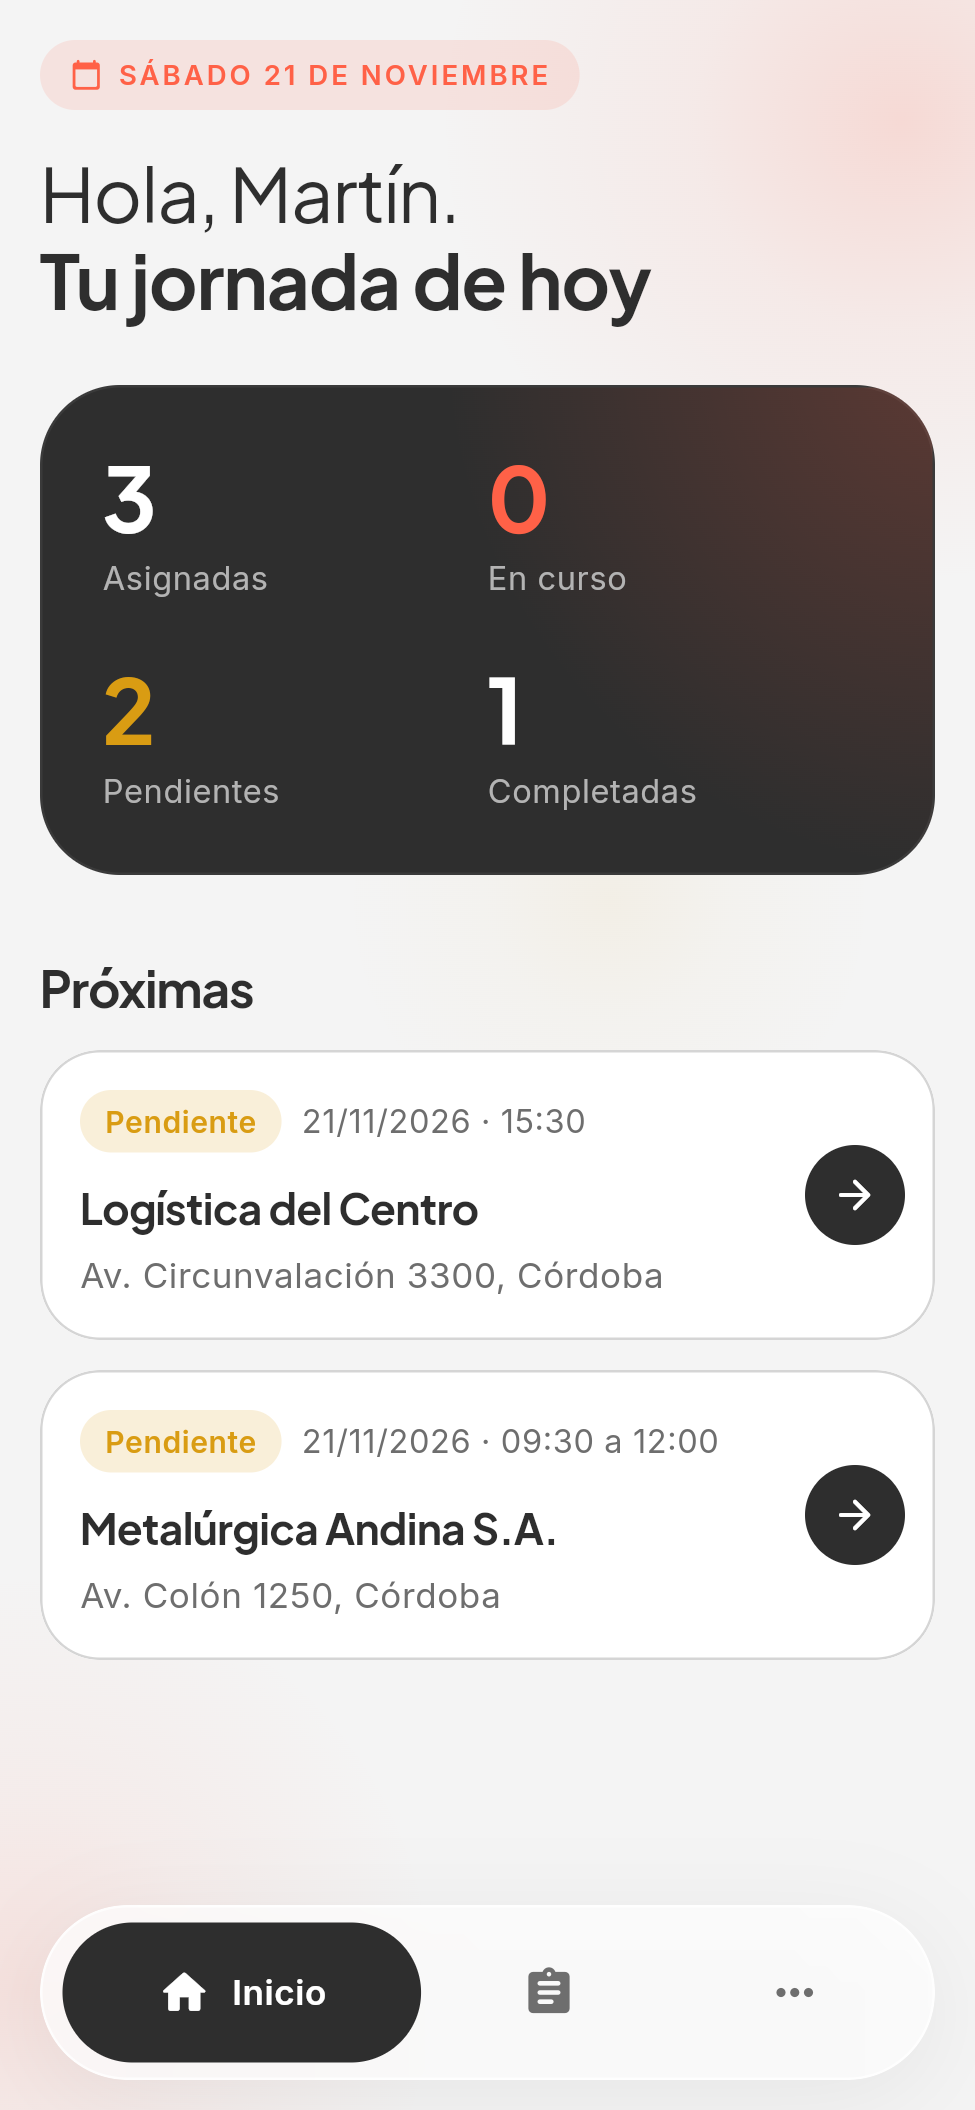 SÁBADO 21 DE NOVIEMBRE
Hola, Martín.
Tu jornada de hoy
3
Asignadas
0
En curso
2
Pendientes
1
Completadas
Próximas
Pendiente 21/11/2026 · 15:30
Logística del Centro
Av. Circunvalación 3300, Córdoba
Pendiente 21/11/2026 · 09:30 a 12:00
Metalúrgica Andina S.A.
Av. Colón 1250, Córdoba
Inicio